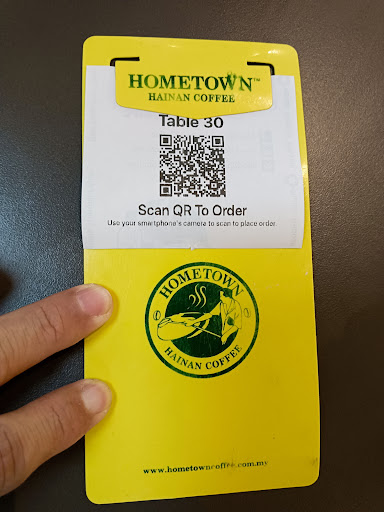 HOMETOWN™
HAINAN COFFEE
Table 30
Scan QR To Order
Use your smartphone's camera to scan to place order
HOMETOWN
HAINAN COFFEE
www.hometowncoffee.com.my